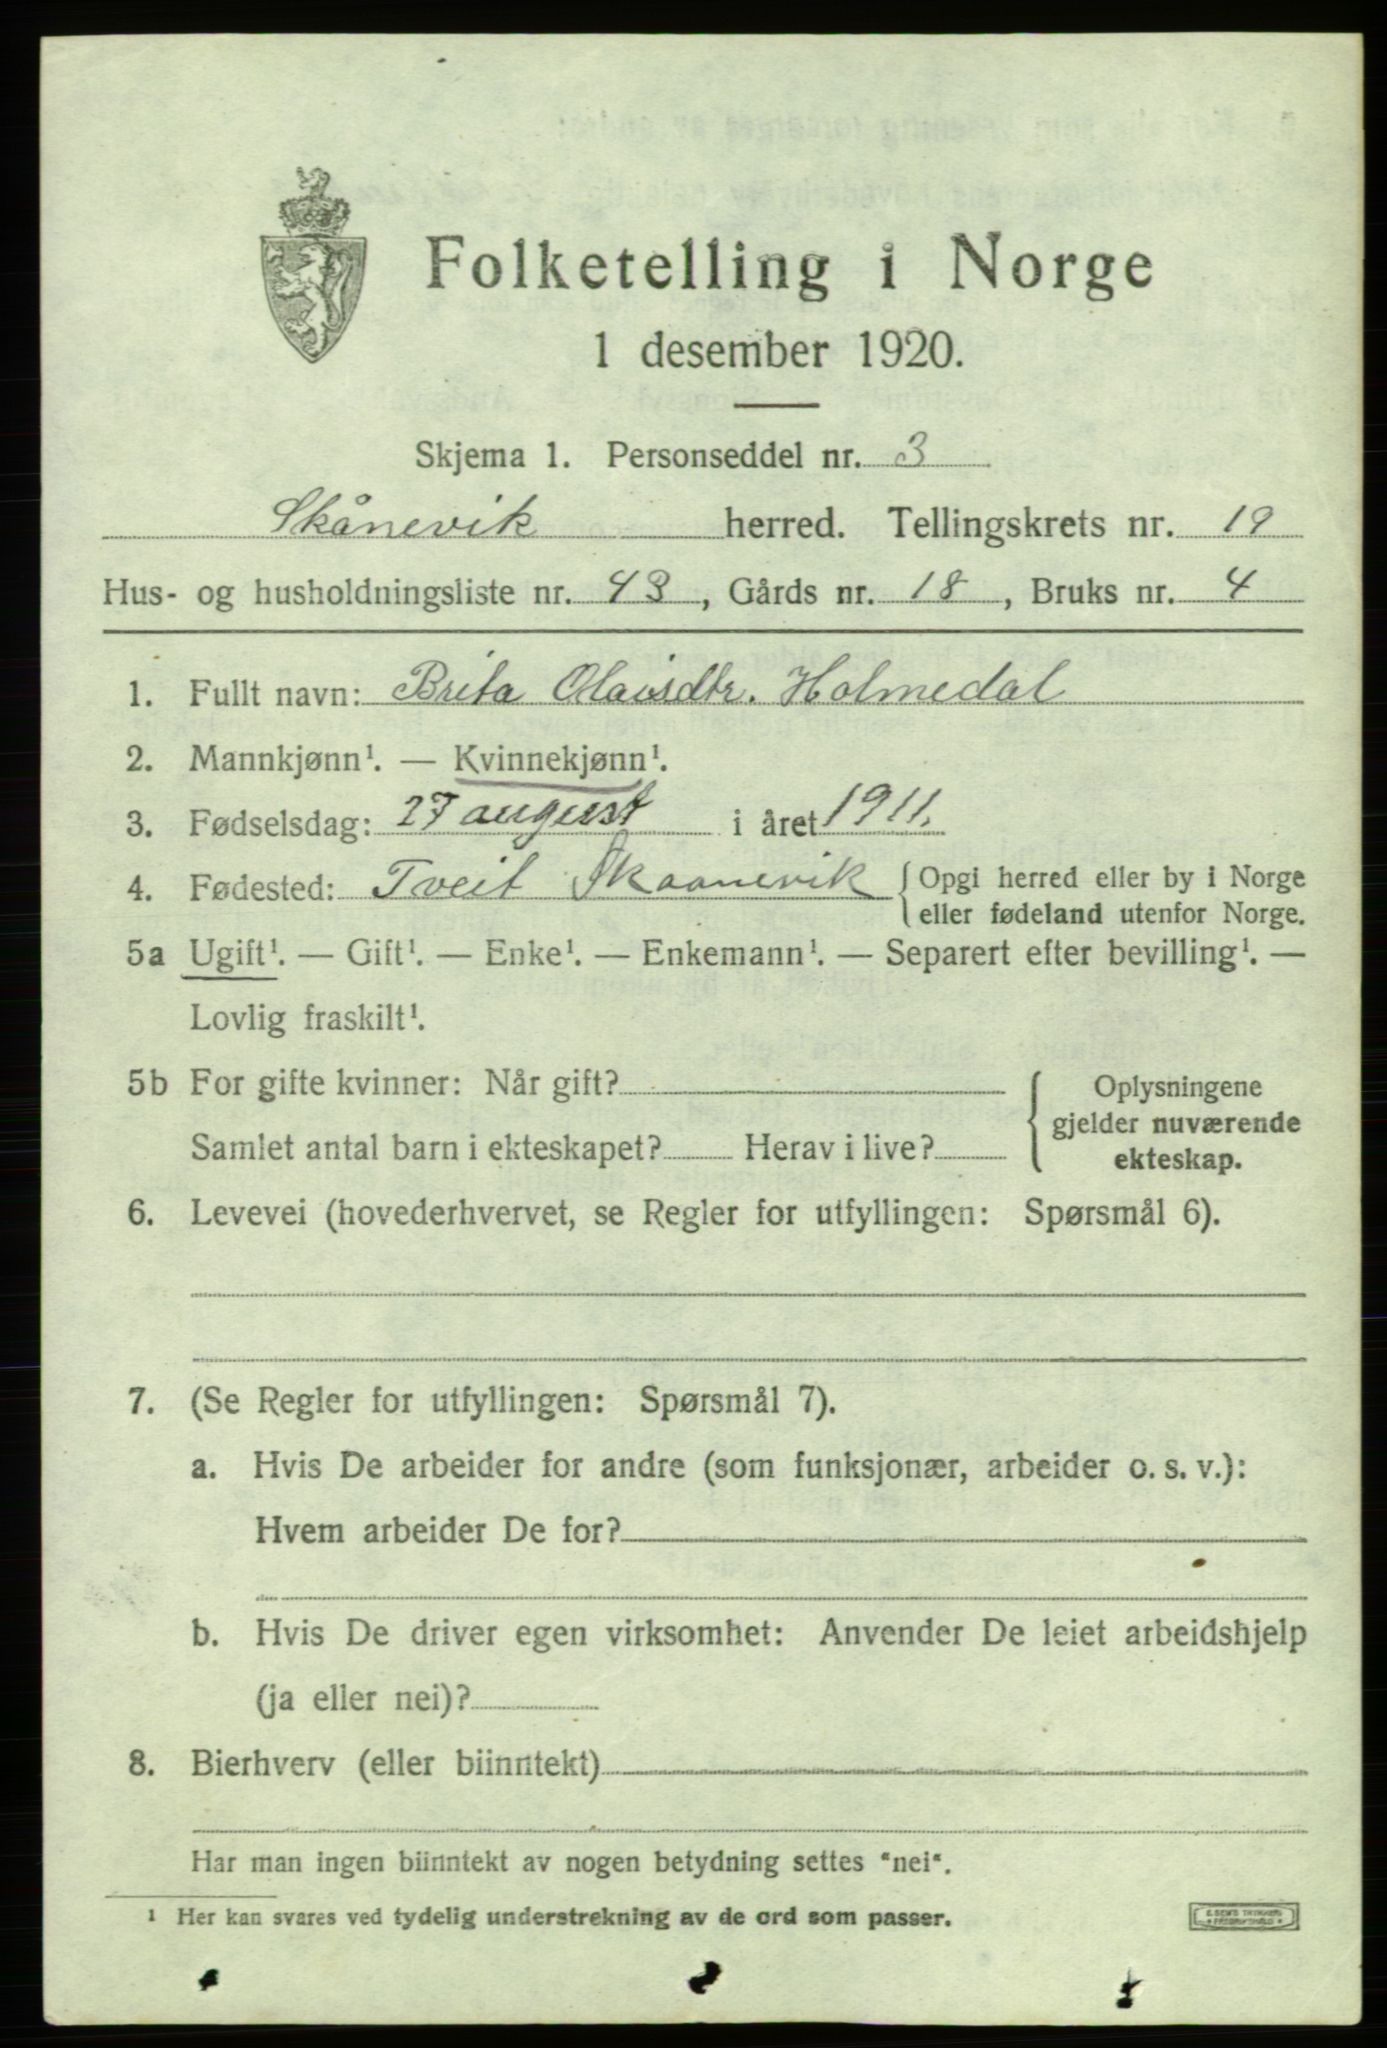 Folketelling i Norge
1 desember 1920.
Skjema 1. Personseddel nr. 3
Skånevik herred. Tellingskrets nr. 19
Hus- og husholdningsliste nr. 43, Gårds nr. 18, Bruks nr. 4
1. Fullt navn: Brita Olaisdtr. Holmedal
2. Mannkjønn¹. — Kvinnekjønn¹.
3. Fødselsdag: 27 august i året 1911.
4. Fødested: Tveit Skaanevik { Opgi herred eller by i Norge
eller fødeland utenfor Norge.
5a Ugift¹. — Gift¹. — Enke¹. — Enkemann¹. — Separert efter bevilling¹. —
Lovlig fraskilt¹.
5b For gifte kvinner: Når gift?
Samlet antal barn i ekteskapet? Herav i live?
{ Oplysningene
gjelder nuværende
ekteskap.
6. Levevei (hovederhvervet, se Regler for utfyllingen: Spørsmål 6).
7. (Se Regler for utfyllingen: Spørsmål 7).
a. Hvis De arbeider for andre (som funksjonær, arbeider o. s. v.):
Hvem arbeider De for?
b. Hvis De driver egen virksomhet: Anvender De leiet arbeidshjelp
(ja eller nei)?
8. Bierhverv (eller biinntekt)
Har man ingen biinntekt av nogen betydning settes "nei".
¹ Her kan svares ved tydelig understrekning av de ord som passer.